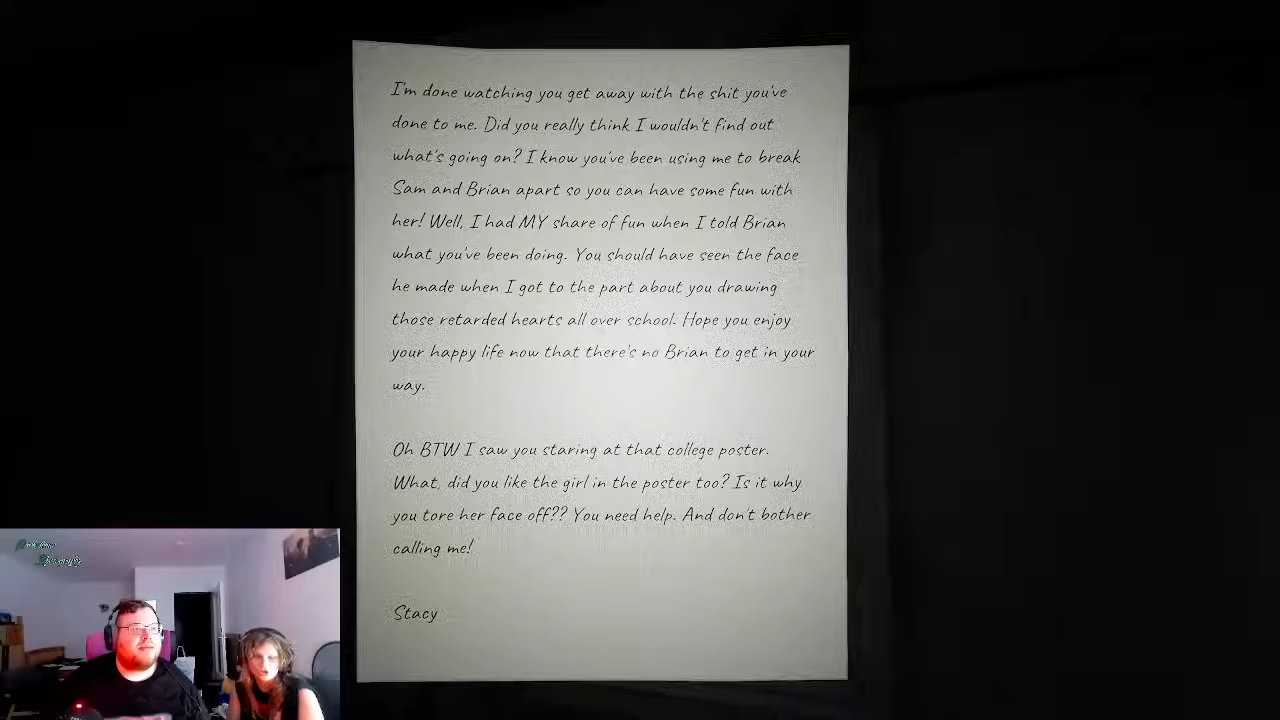 I'm done watching you get away with the shit you've
done to me. Did you really think I wouldn't find out
what's going on? I know you've been using me to break
Sam and Brian apart so you can have some fun with
her! Well, I had MY share of fun when I told Brian
what you've been doing. You should have seen the face
he made when I got to the part about you drawing
those retarded hearts all over school. Hope you enjoy
your happy life now that there's no Brian to get in your
way.
Oh BTW I saw you staring at that college poster.
What, did you like the girl in the poster too? Is it why
you tore her face off?? You need help. And don't bother
calling me!
Stacy